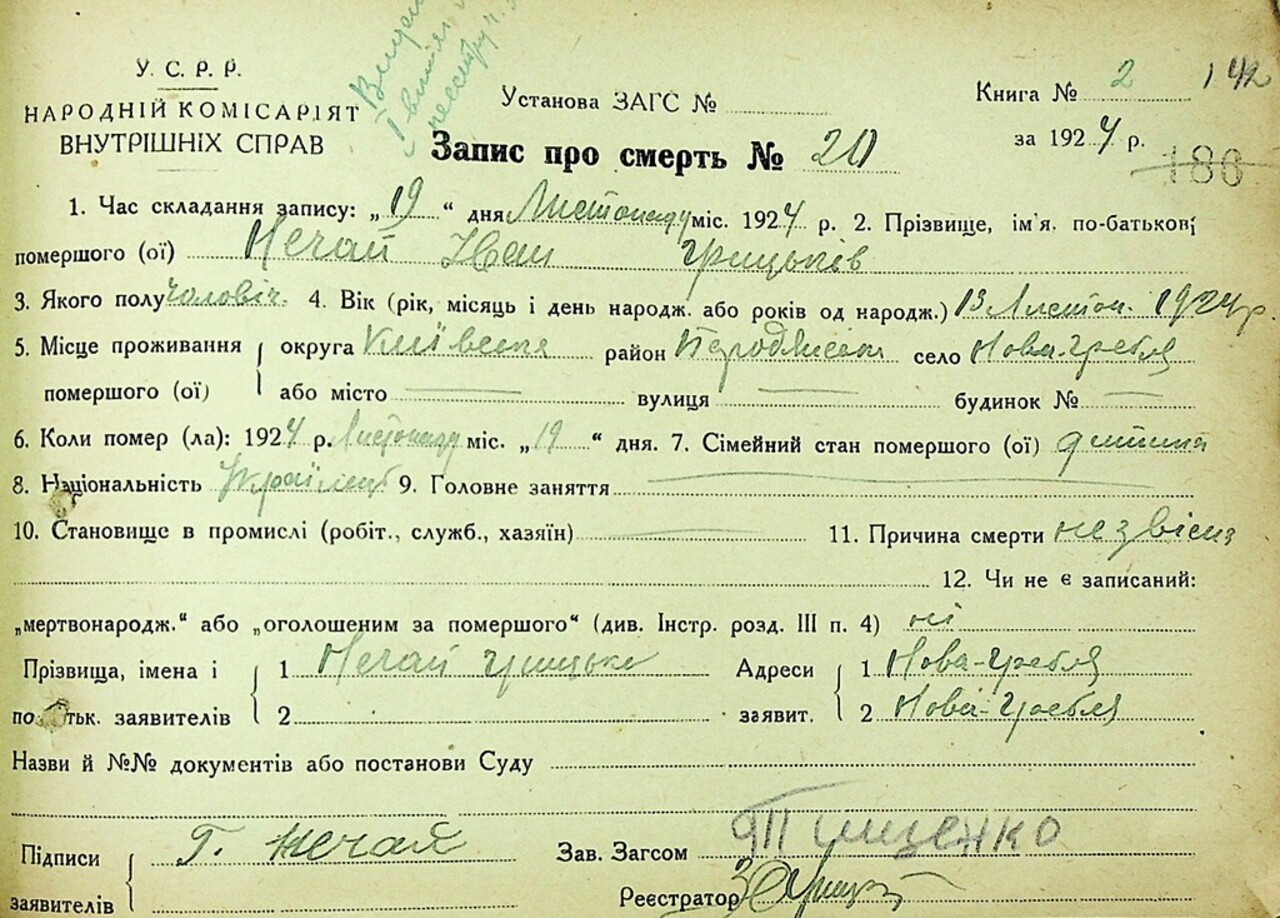 У. С. Р. Р.
НАРОДНІЙ КОМІСАРІЯТ
ВНУТРІШНІХ СПРАВ
Установа ЗАГС №
Книга № 2 142
за 1924 р.
186
Запис про смерть № 20
1. Час складання запису: „19“ дня Листопаду міс. 1924 р. 2. Прізвище, ім'я, по-батькові
помершого (ої) Нечай Іван Грицьків
3. Якого полу чоловіч. 4. Вік (рік, місяць і день народж. або років од народж.) 13 Листоп. 1924 р.
5. Місце проживання округа Київська район село Нова-Гребля
помершого (ої) або місто вулиця будинок №
6. Коли помер (ла): 1924 р. Листопаду міс. „19“ дня. 7. Сімейний стан помершого (ої) дитина
8. Національність 9. Головне заняття
10. Становище в промислі (робіт., служб., хазяїн) 11. Причина смерти
12. Чи не є записаний:
„мертвонародж.“ або „оголошеним за помершого“ (див. Інстр. розд. III п. 4) ні
Прізвища, імена і 1 Нечай Грицько Адреси 1 Нова-Гребля
по-батьк. заявителів 2 заявит. 2 Нова-Гребля
Назви й №№ документів або постанови Суду
Підписи Г. Нечай Зав. Загсом
заявителів Реєстратор